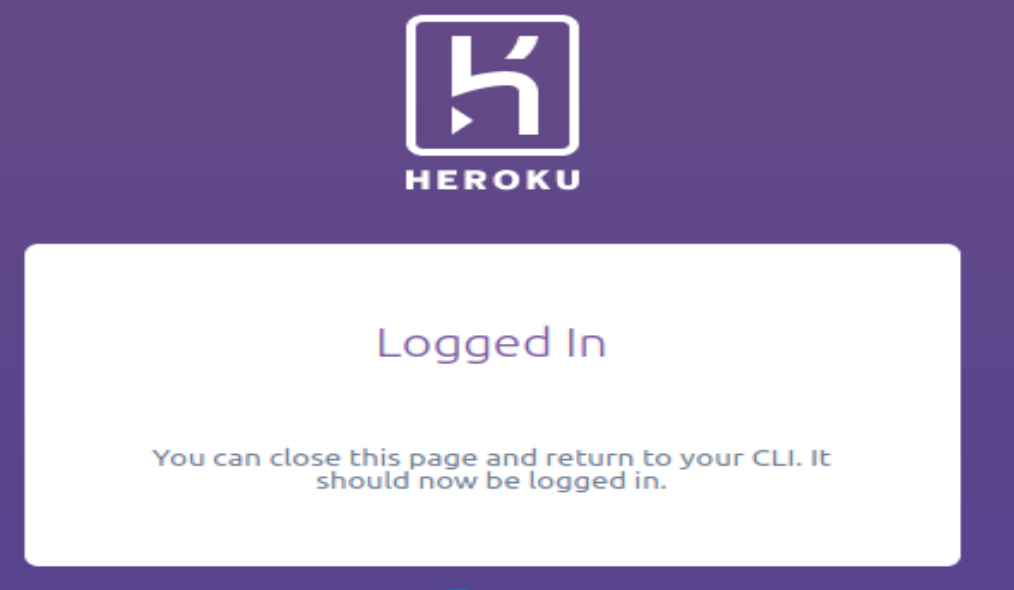 HEROKU
Logged In
You can close this page and return to your CLI. It
should now be logged in.